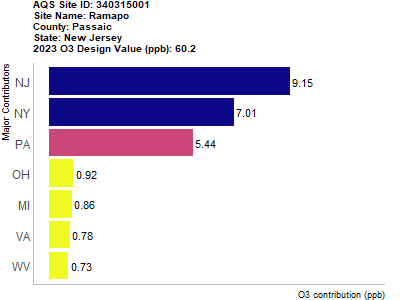 AQS Site ID: 340315001
Site Name: Ramapo
County: Passaic
State: New Jersey
2023 O3 Design Value (ppb): 60.2
Major Contributors
NJ 9.15
NY 7.01
PA 5.44
OH 0.92
MI 0.86
VA 0.78
WV 0.73
O3 contribution (ppb)